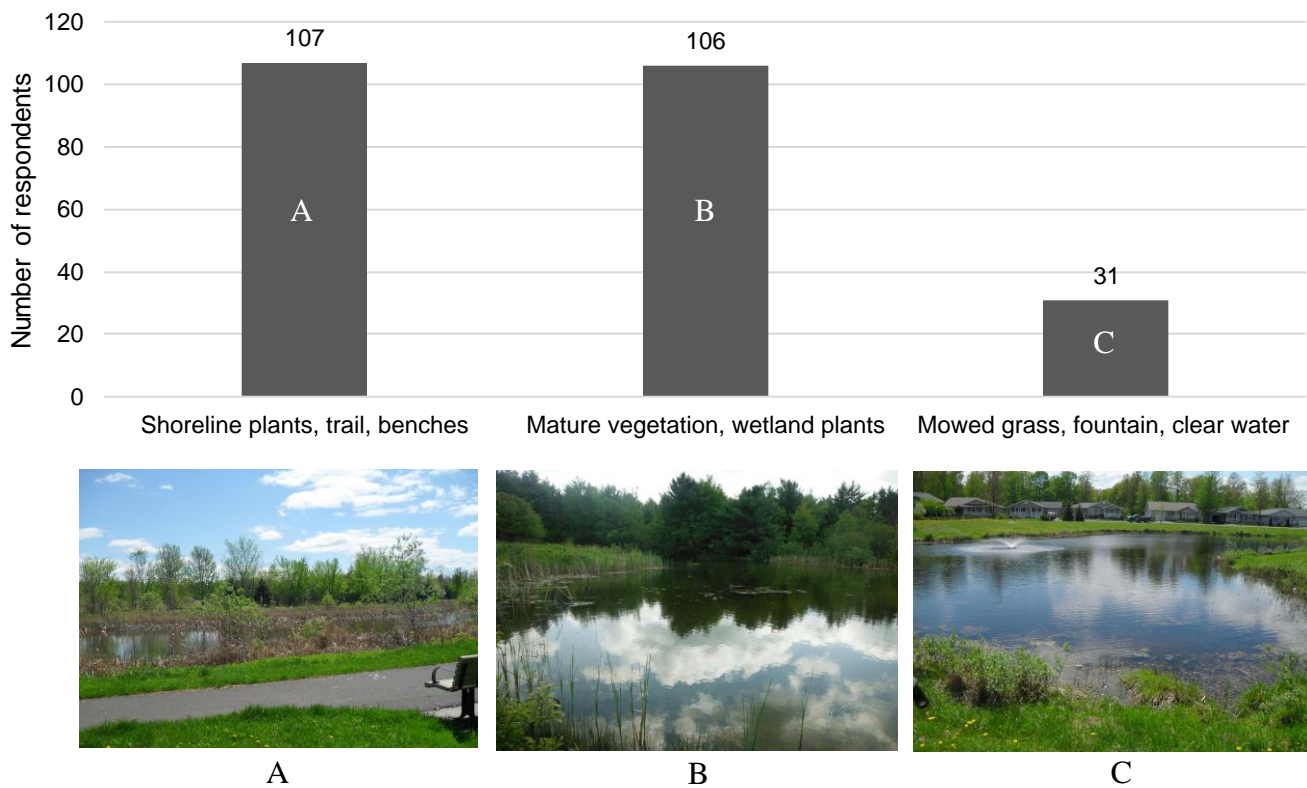 120
100
80
60
40
20
0
Number of respondents
107
106
31
A
B
C
Shoreline plants, trail, benches
Mature vegetation, wetland plants
Mowed grass, fountain, clear water
A
B
C